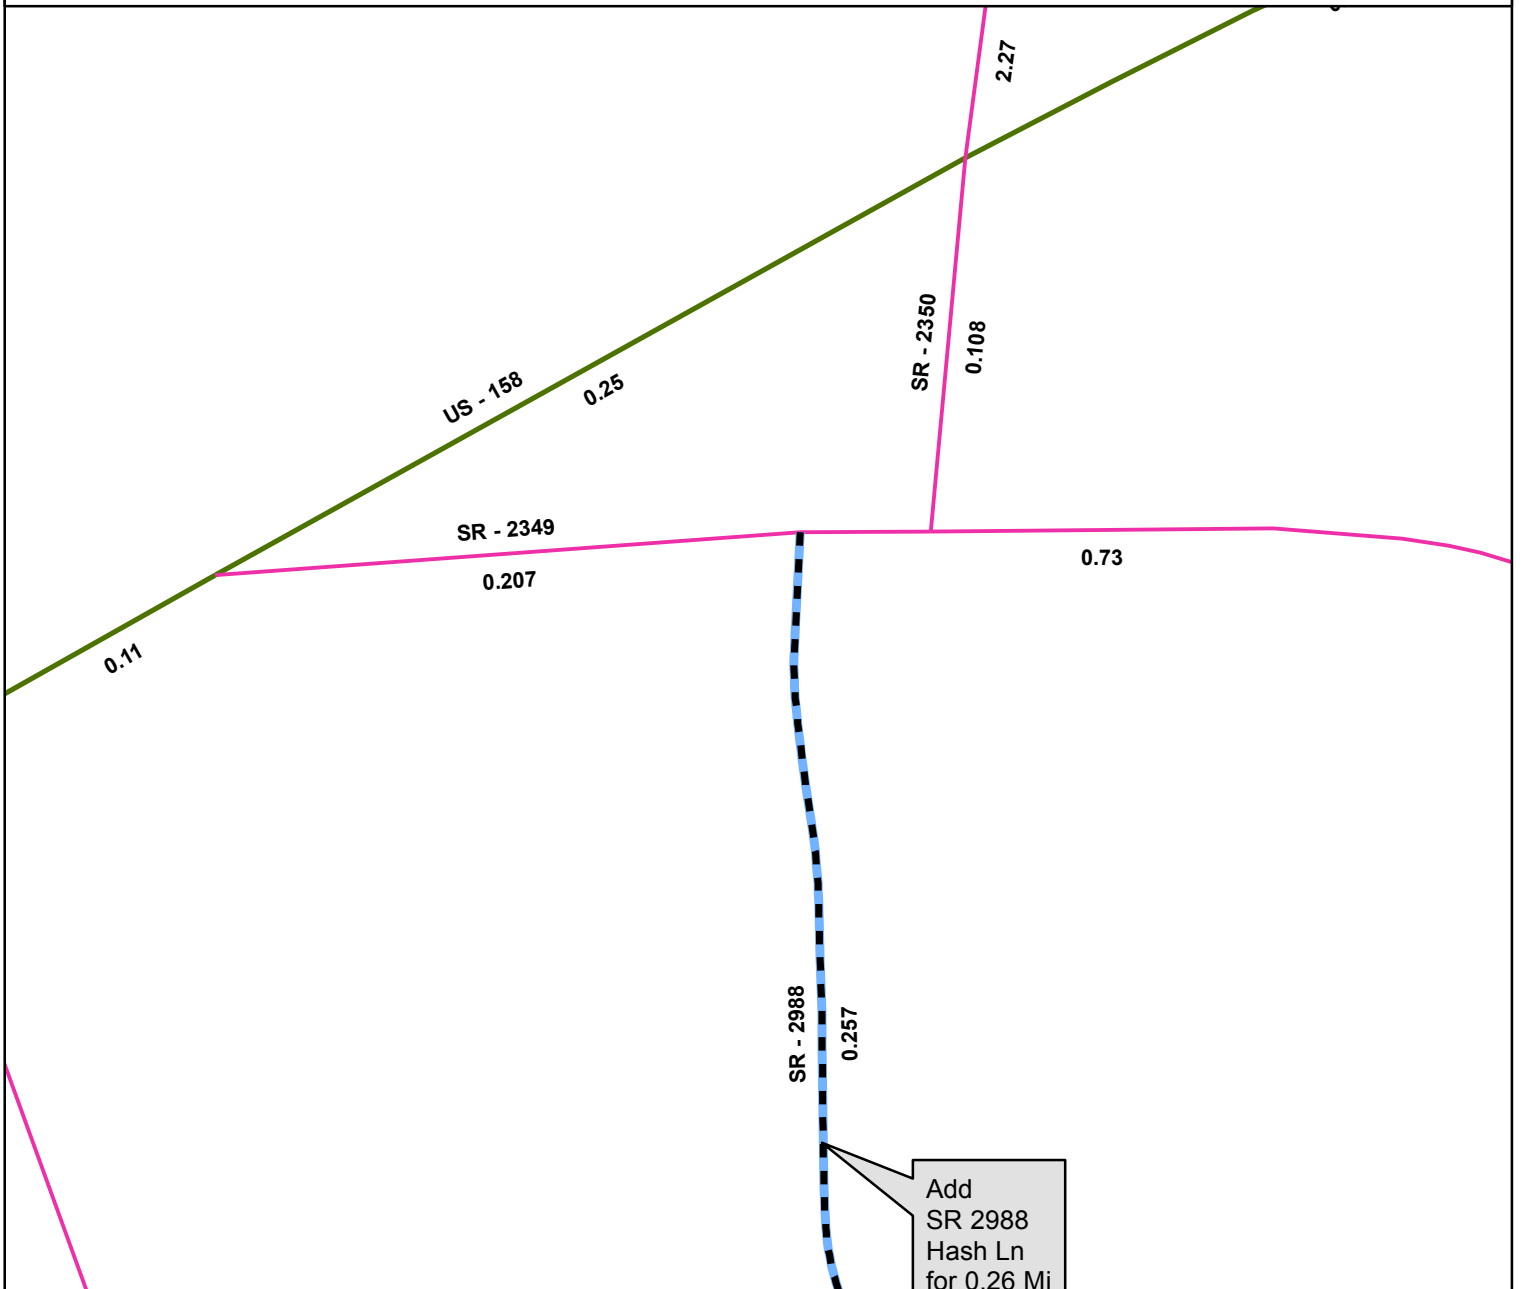 2.27
SR - 2350
0.108
US - 158
0.25
SR - 2349
0.207
0.73
0.11
SR - 2988
0.257
Add
SR 2988
Hash Ln
for 0.26 Mi